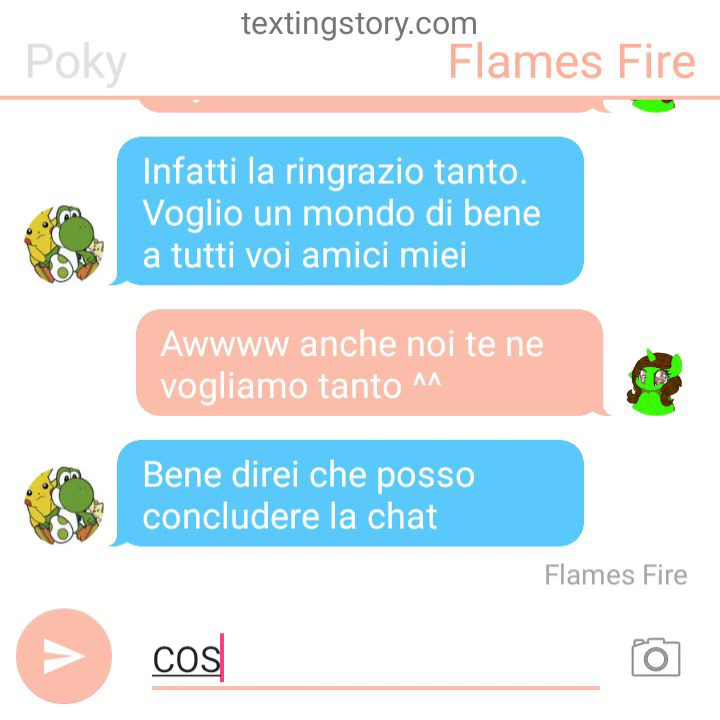 textingstory.com
Poky
Flames Fire
Infatti la ringrazio tanto.
Voglio un mondo di bene
a tutti voi amici miei
Awwww anche noi te ne
vogliamo tanto ^^
Bene direi che posso
concludere la chat
Flames Fire
cos